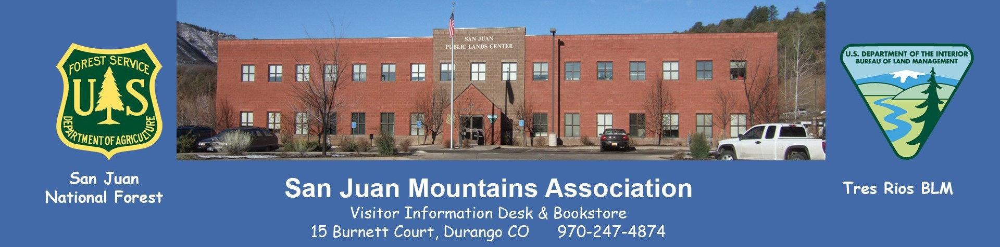 FOREST SERVICE
U S
DEPARTMENT OF AGRICULTURE
San Juan
National Forest
SAN JUAN
PUBLIC LANDS CENTER
15
U.S. DEPARTMENT OF THE INTERIOR
BUREAU OF LAND MANAGEMENT
Tres Rios BLM
San Juan Mountains Association
Visitor Information Desk & Bookstore
15 Burnett Court, Durango CO 970-247-4874